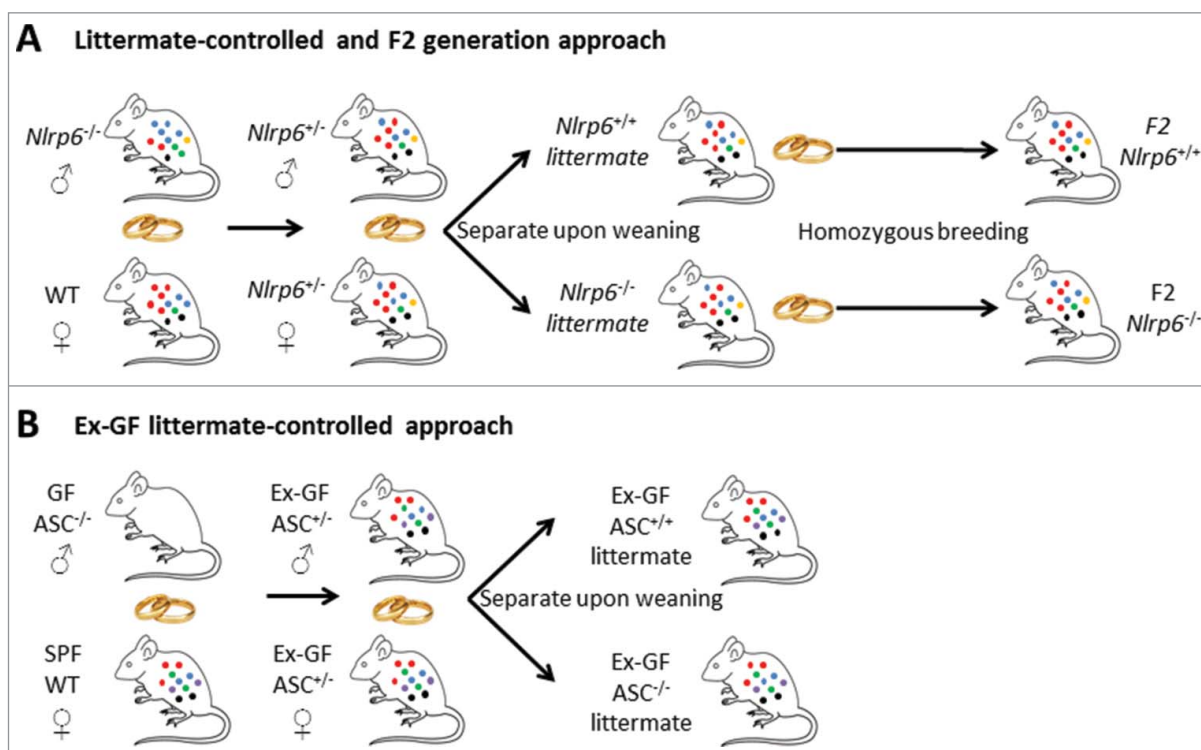 A Littermate-controlled and F2 generation approach
Nlrp6-/-
♂
WT
♀
Nlrp6+/-
♂
Nlrp6+/-
♀
Separate upon weaning
Nlrp6+/+
littermate
Nlrp6-/-
littermate
Homozygous breeding
F2
Nlrp6+/+
F2
Nlrp6-/-
B Ex-GF littermate-controlled approach
GF
ASC-/-
♂
SPF
WT
♀
Ex-GF
ASC+/-
♂
Ex-GF
ASC+/-
♀
Separate upon weaning
Ex-GF
ASC+/+
littermate
Ex-GF
ASC-/-
littermate